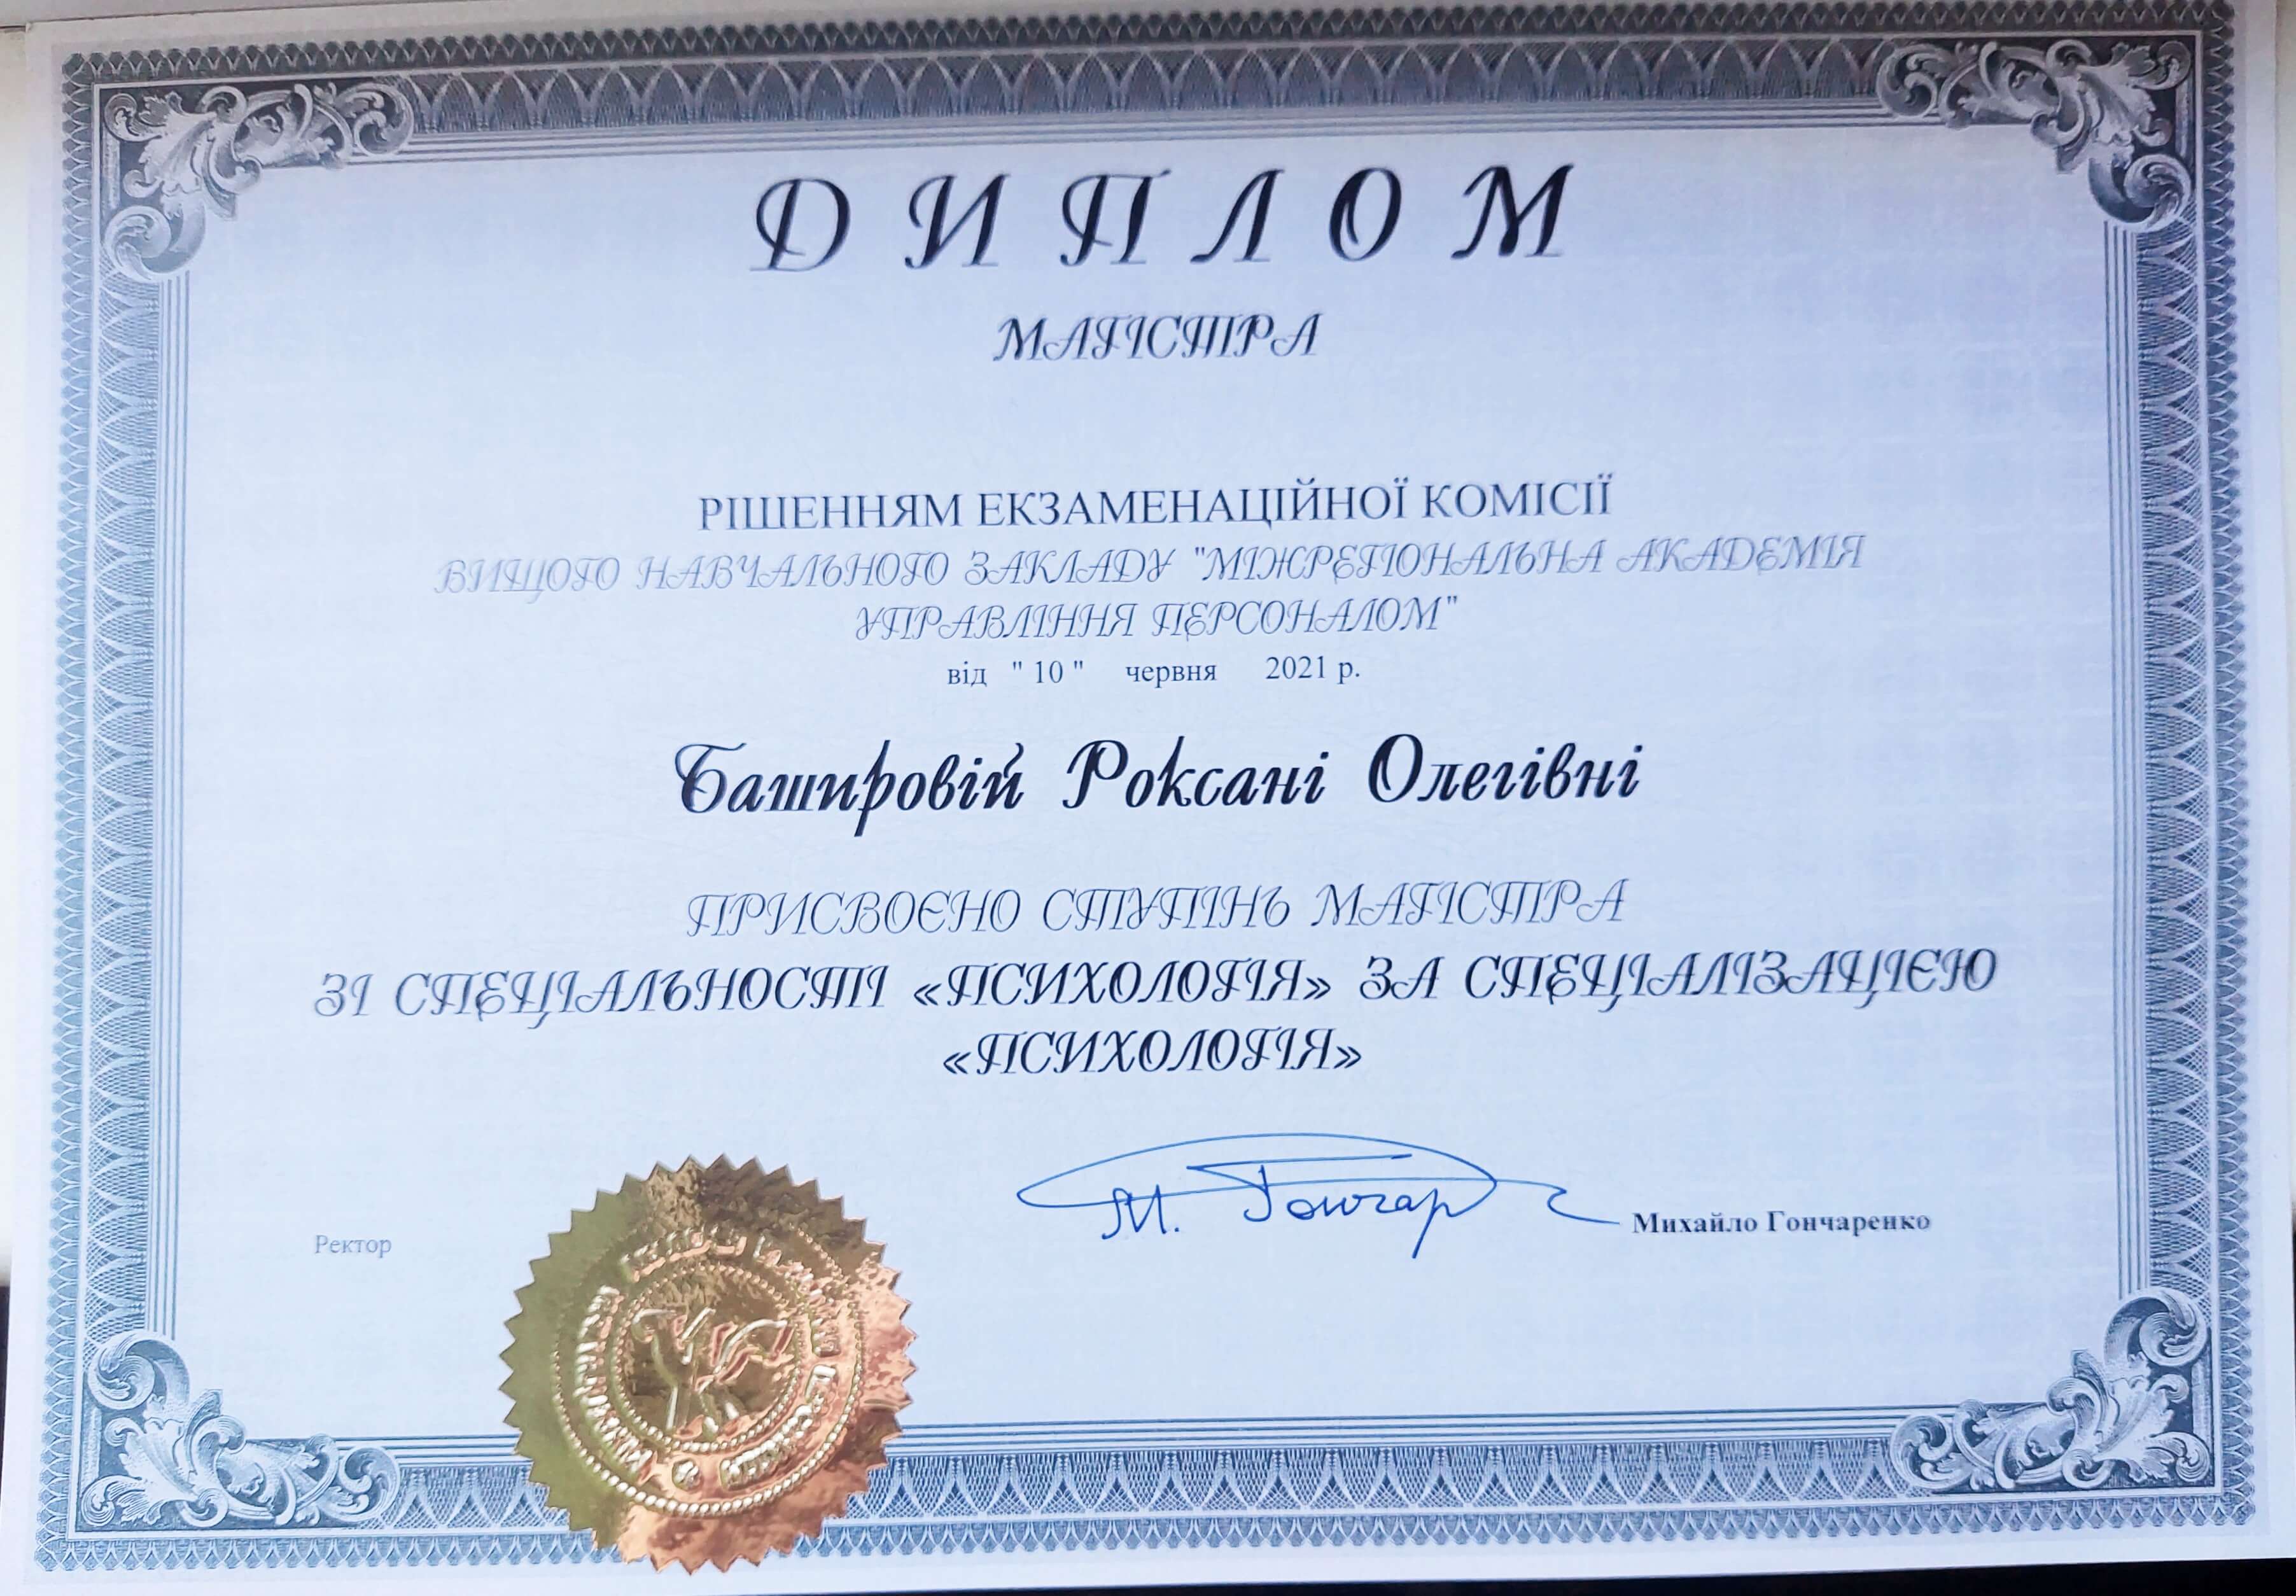 ДИПЛОМ
МАГІСТРА
РІШЕННЯМ ЕКЗАМЕНАЦІЙНОЇ КОМІСІЇ
ВИЩОГО НАВЧАЛЬНОГО ЗАКЛАДУ "МІЖРЕГІОНАЛЬНА АКАДЕМІЯ
УПРАВЛІННЯ ПЕРСОНАЛОМ"
від " 10 " червня 2021 р.
Башировій Роксані Олегівні
ПРИСВОЄНО СТУПІНЬ МАГІСТРА
ЗІ СПЕЦІАЛЬНОСТІ «ПСИХОЛОГІЯ» ЗА СПЕЦІАЛІЗАЦІЄЮ
«ПСИХОЛОГІЯ»
М. Гончар
Ректор Михайло Гончаренко